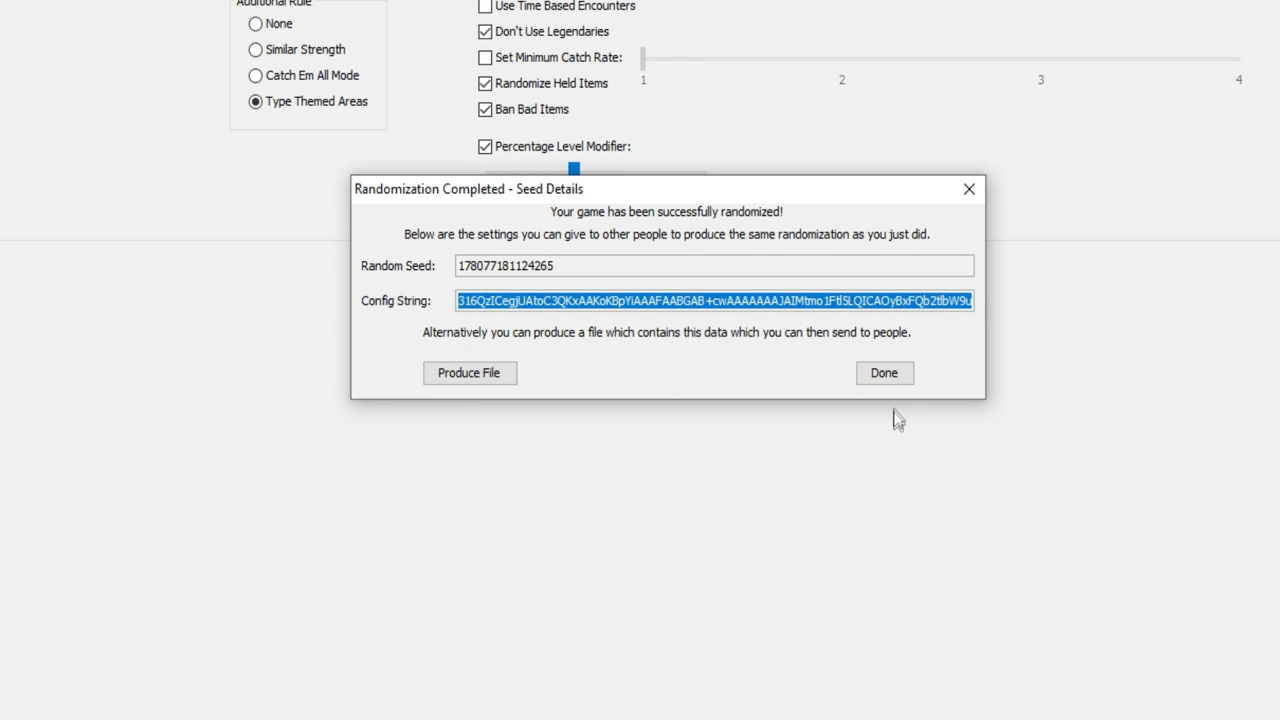 Additional Rule
None
Similar Strength
Catch Em All Mode
Type Themed Areas
Use Time Based Encounters
Don't Use Legendaries
Set Minimum Catch Rate:
1 2 3 4
Randomize Held Items
Ban Bad Items
Percentage Level Modifier:
Randomization Completed - Seed Details
Your game has been successfully randomized!
Below are the settings you can give to other people to produce the same randomization as you just did.
Random Seed: 178077181124265
Config String: 316QzICegjUAtoC3QKxAAKoKBpYiAAAFAABGAB+cwAAAAAAAJAIMtmo1Ftl5LQICAOyBxFQb2tlbW9u
Alternatively you can produce a file which contains this data which you can then send to people.
Produce File
Done